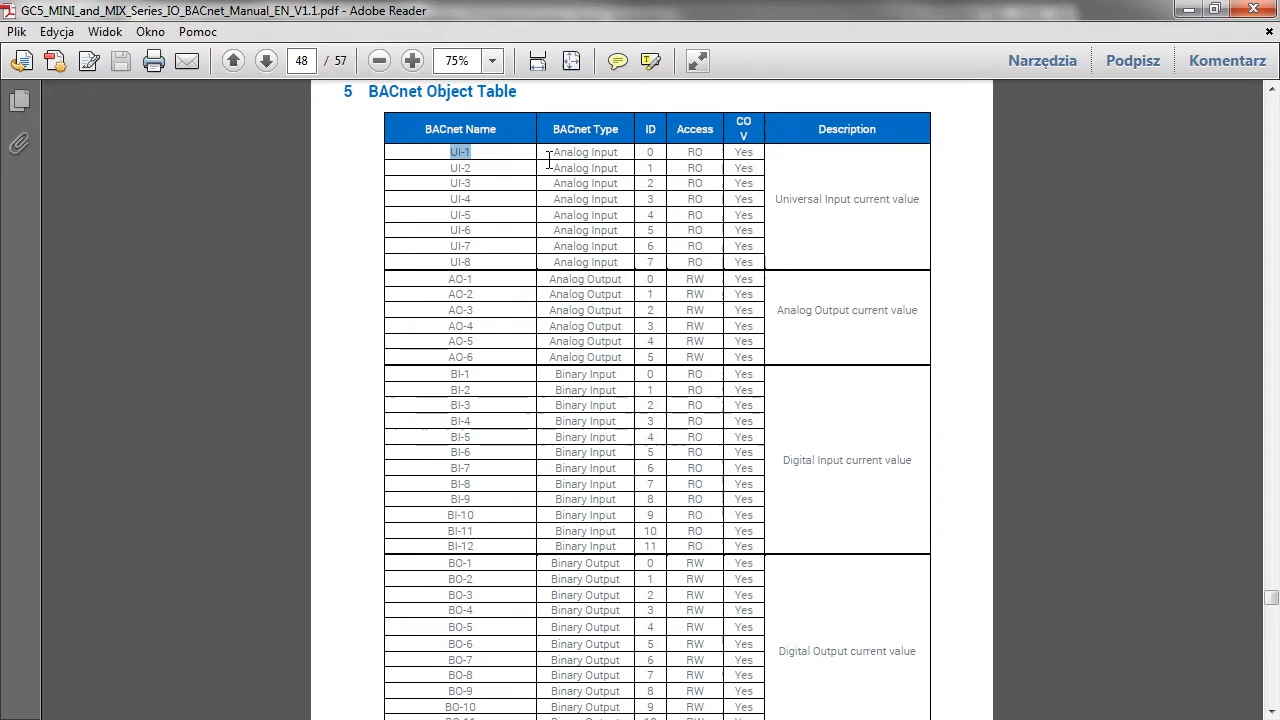 GC5_MINI_and_MIX_Series_IO_BACnet_Manual_EN_V1.1.pdf - Adobe Reader
Plik Edycja Widok Okno Pomoc
48 / 57 75% Narzędzia Podpisz Komentarz
5 BACnet Object Table
BACnet Name BACnet Type ID Access CO V Description
UI-1 Analog Input 0 RO Yes
UI-2 Analog Input 1 RO Yes
UI-3 Analog Input 2 RO Yes
UI-4 Analog Input 3 RO Yes Universal Input current value
UI-5 Analog Input 4 RO Yes
UI-6 Analog Input 5 RO Yes
UI-7 Analog Input 6 RO Yes
UI-8 Analog Input 7 RO Yes
AO-1 Analog Output 0 RW Yes
AO-2 Analog Output 1 RW Yes
AO-3 Analog Output 2 RW Yes Analog Output current value
AO-4 Analog Output 3 RW Yes
AO-5 Analog Output 4 RW Yes
AO-6 Analog Output 5 RW Yes
BI-1 Binary Input 0 RO Yes
BI-2 Binary Input 1 RO Yes
BI-3 Binary Input 2 RO Yes
BI-4 Binary Input 3 RO Yes
BI-5 Binary Input 4 RO Yes
BI-6 Binary Input 5 RO Yes Digital Input current value
BI-7 Binary Input 6 RO Yes
BI-8 Binary Input 7 RO Yes
BI-9 Binary Input 8 RO Yes
BI-10 Binary Input 9 RO Yes
BI-11 Binary Input 10 RO Yes
BI-12 Binary Input 11 RO Yes
BO-1 Binary Output 0 RW Yes
BO-2 Binary Output 1 RW Yes
BO-3 Binary Output 2 RW Yes
BO-4 Binary Output 3 RW Yes
BO-5 Binary Output 4 RW Yes
BO-6 Binary Output 5 RW Yes Digital Output current value
BO-7 Binary Output 6 RW Yes
BO-8 Binary Output 7 RW Yes
BO-9 Binary Output 8 RW Yes
BO-10 Binary Output 9 RW Yes